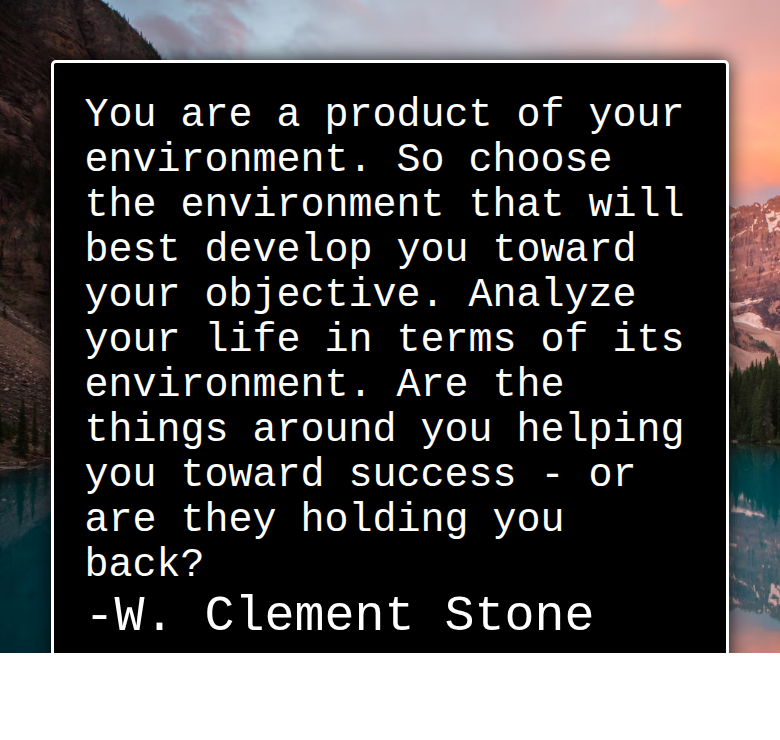 You are a product of your
environment. So choose
the environment that will
best develop you toward
your objective. Analyze
your life in terms of its
environment. Are the
things around you helping
you toward success - or
are they holding you
back?
-W. Clement Stone